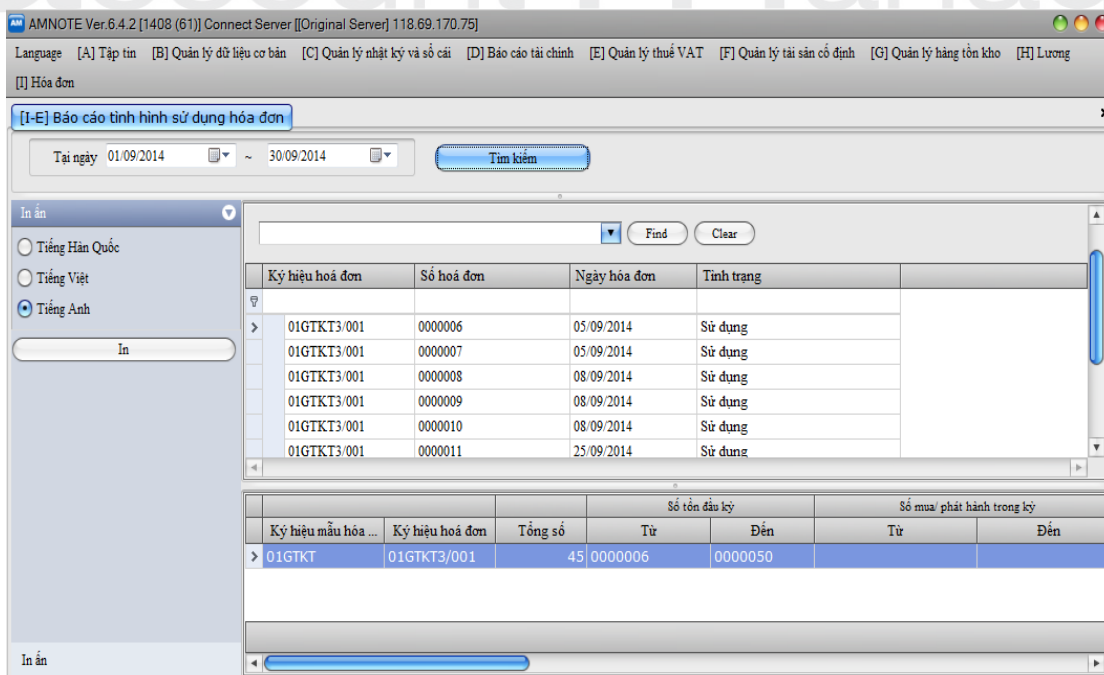 AMNOTE Ver.6.4.2 [1408 (61)] Connect Server [[Original Server] 118.69.170.75]
Language [A] Tập tin [B] Quản lý dữ liệu cơ bản [C] Quản lý nhật ký và sổ cái [D] Báo cáo tài chính [E] Quản lý thuế VAT [F] Quản lý tài sản cố định [G] Quản lý hàng tồn kho [H] Lương
[I] Hóa đơn
[I-E] Báo cáo tình hình sử dụng hóa đơn
Tại ngày 01/09/2014 ~ 30/09/2014 Tìm kiếm
In ấn
Tiếng Hàn Quốc
Tiếng Việt
Tiếng Anh
In
Find Clear
Ký hiệu hoá đơn Số hoá đơn Ngày hóa đơn Tình trạng
01GTKT3/001 0000006 05/09/2014 Sử dụng
01GTKT3/001 0000007 05/09/2014 Sử dụng
01GTKT3/001 0000008 08/09/2014 Sử dụng
01GTKT3/001 0000009 08/09/2014 Sử dụng
01GTKT3/001 0000010 08/09/2014 Sử dụng
01GTKT3/001 0000011 25/09/2014 Sử dụng
Số tồn đầu kỳ Số mua/ phát hành trong kỳ
Ký hiệu mẫu hóa ... Ký hiệu hoá đơn Tổng số Từ Đến Từ Đến
01GTKT 01GTKT3/001 45 0000006 0000050
In ấn